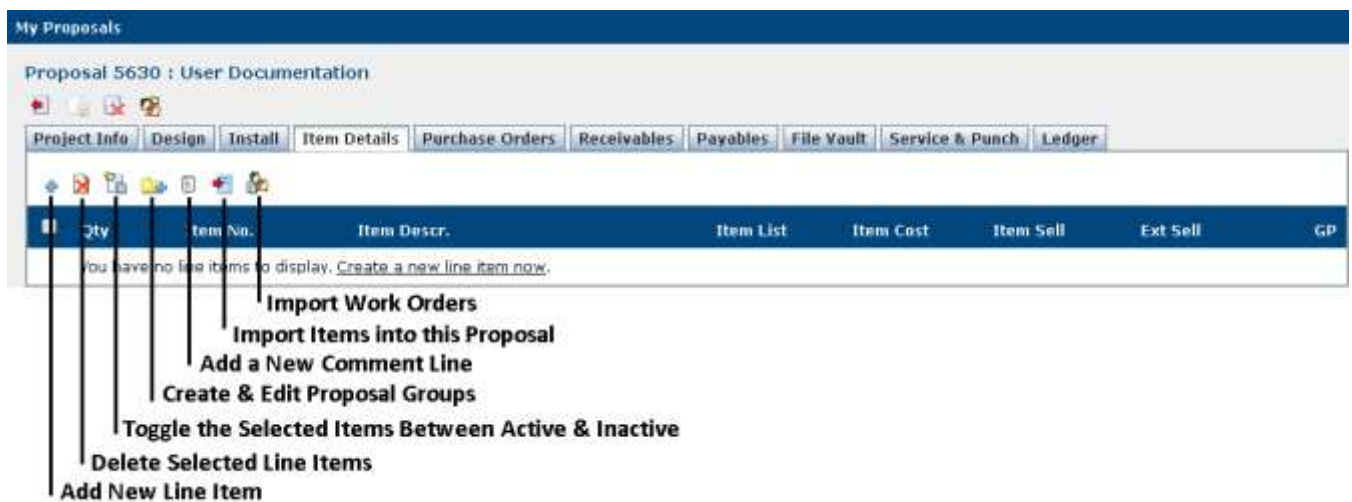 My Proposals
Proposal 5630 : User Documentation
Project Info Design Install Item Details Purchase Orders Receivables Payables File Vault Service & Punch Ledger
Qty Item No. Item Descr. Item List Item Cost Item Sell Ext Sell GP
You have no line items to display. Create a new line item now.
Import Work Orders
Import Items into this Proposal
Add a New Comment Line
Create & Edit Proposal Groups
Toggle the Selected Items Between Active & Inactive
Delete Selected Line Items
Add New Line Item